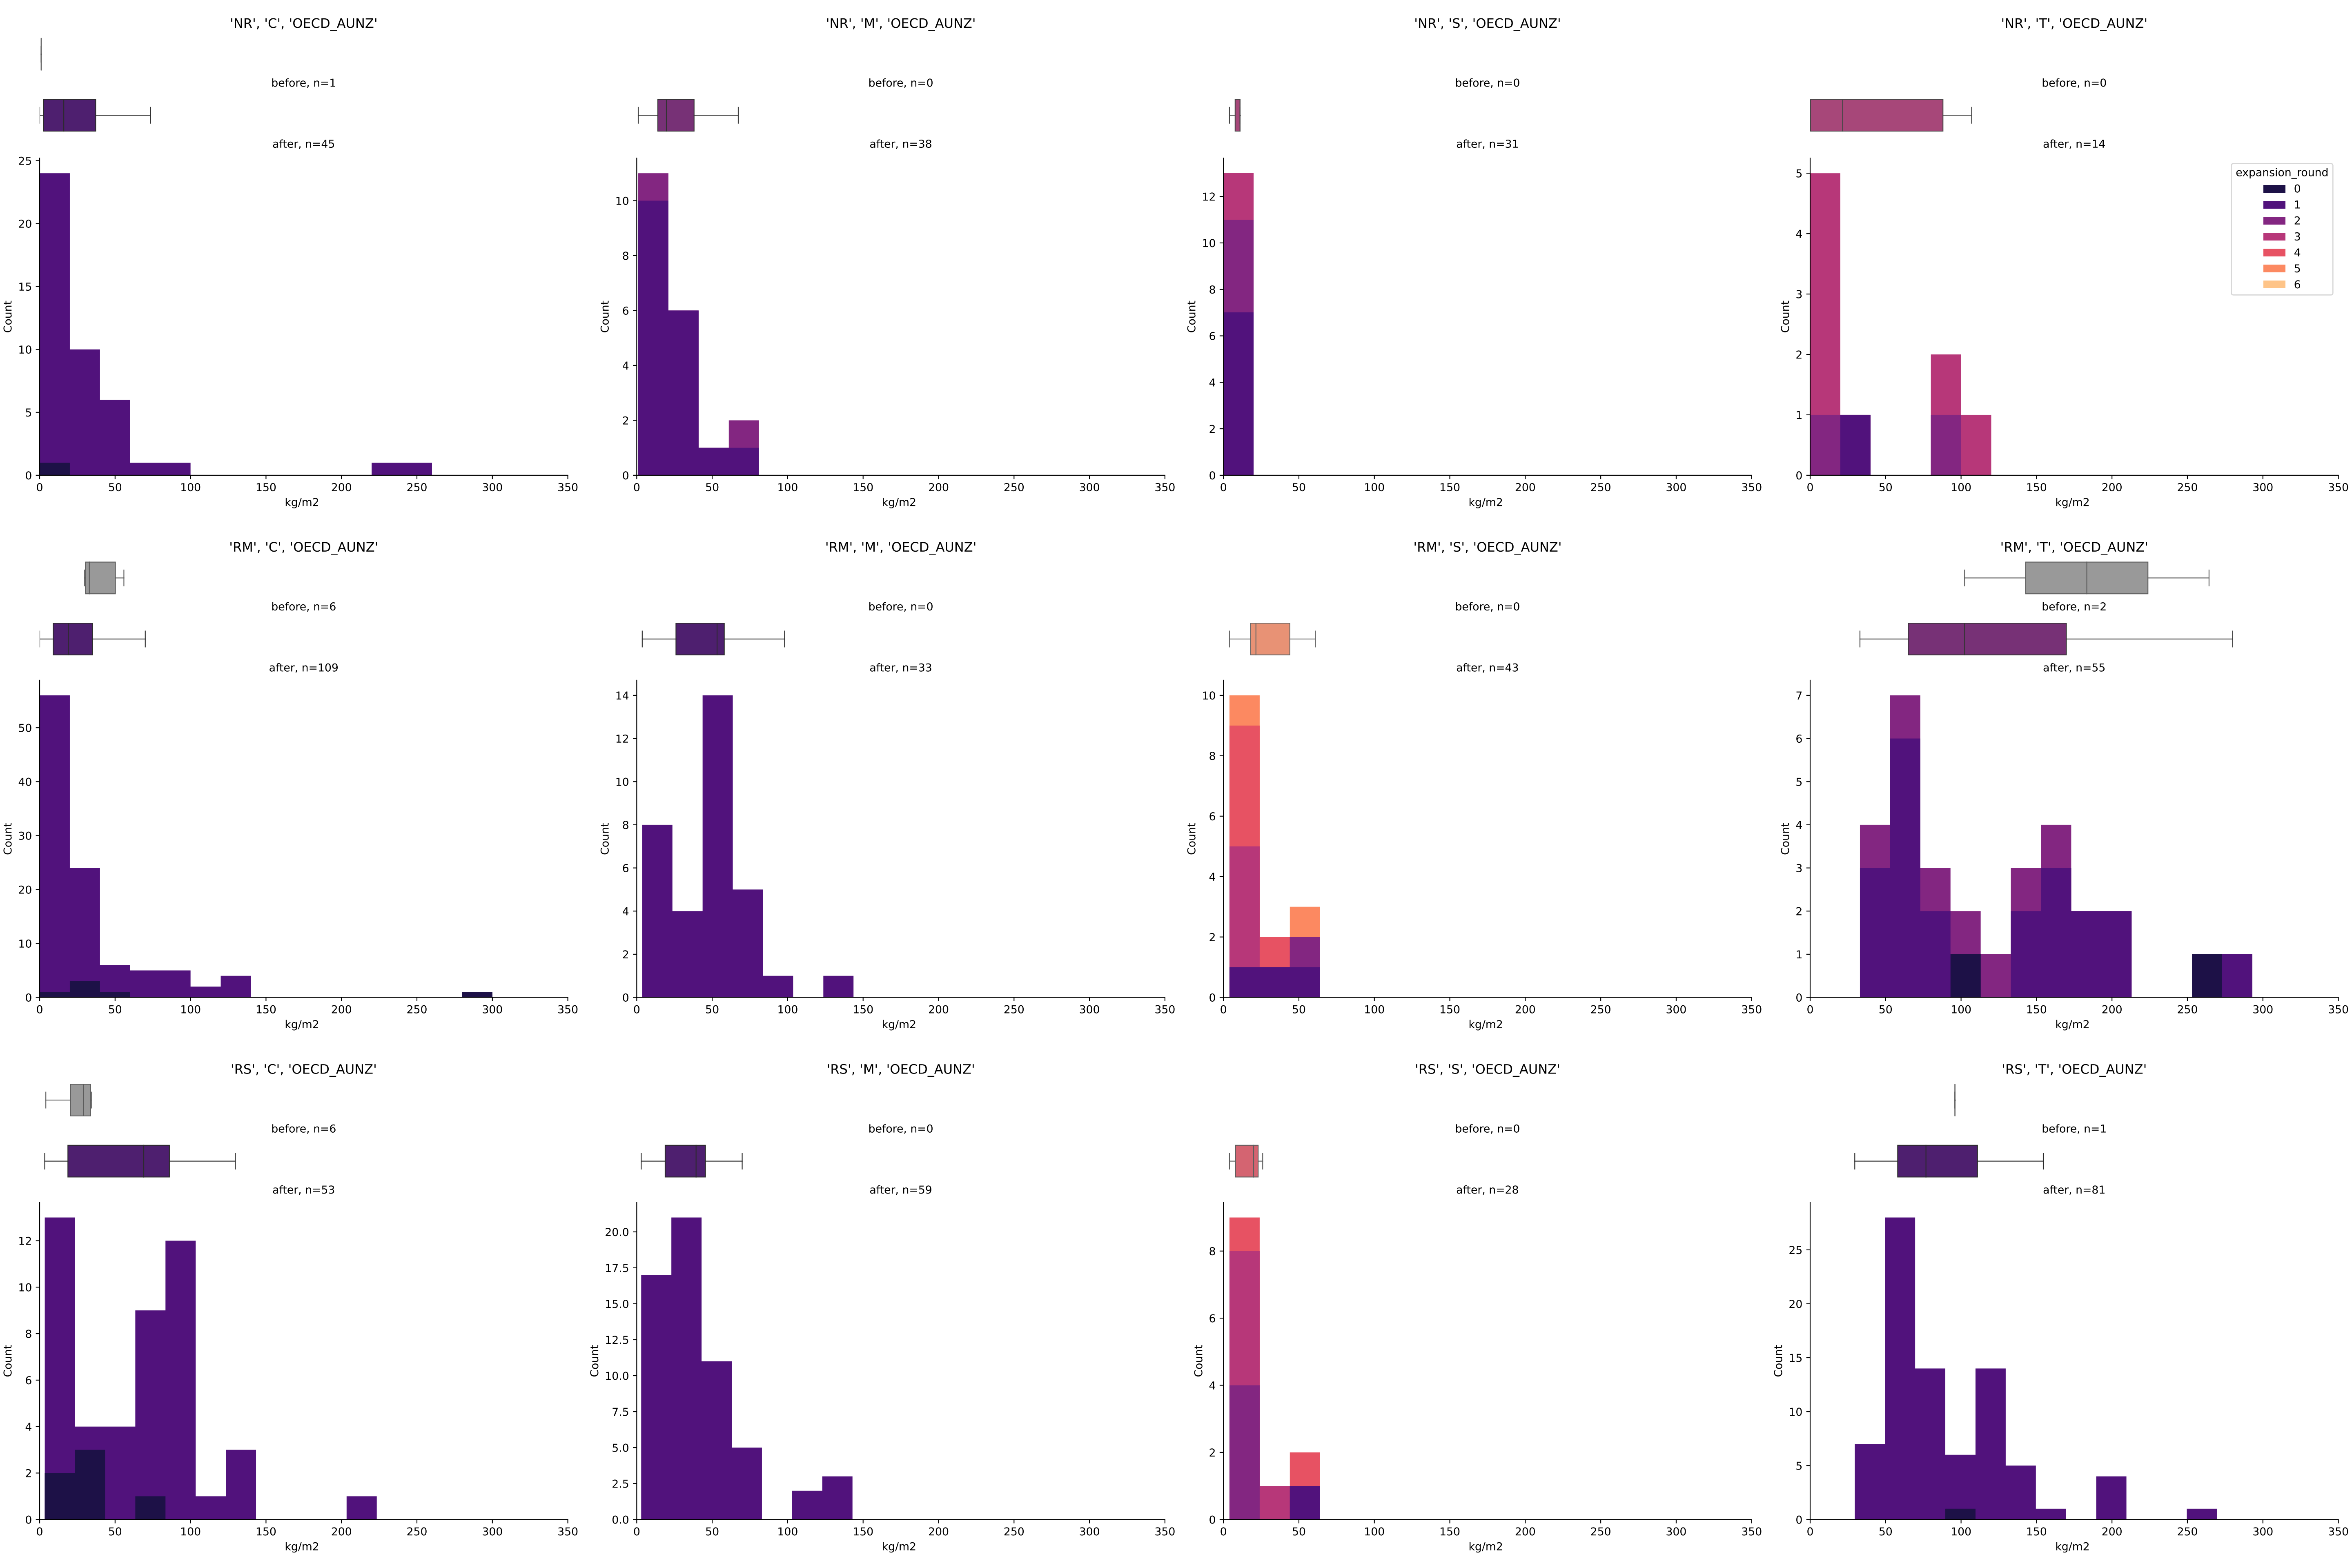 'NR', 'C', 'OECD_AUNZ'
before, n=1
after, n=45
25
20
15
10
5
0
Count
0 50 100 150 200 250 300 350
kg/m2
'NR', 'M', 'OECD_AUNZ'
before, n=0
after, n=38
10
8
6
4
2
0
Count
0 50 100 150 200 250 300 350
kg/m2
'NR', 'S', 'OECD_AUNZ'
before, n=0
after, n=31
12
10
8
6
4
2
0
Count
0 50 100 150 200 250 300 350
kg/m2
'NR', 'T', 'OECD_AUNZ'
before, n=0
after, n=14
5
4
3
2
1
0
Count
0 50 100 150 200 250 300 350
kg/m2
expansion_round
0
1
2
3
4
5
6
'RM', 'C', 'OECD_AUNZ'
before, n=6
after, n=109
50
40
30
20
10
0
Count
0 50 100 150 200 250 300 350
kg/m2
'RM', 'M', 'OECD_AUNZ'
before, n=0
after, n=33
14
12
10
8
6
4
2
0
Count
0 50 100 150 200 250 300 350
kg/m2
'RM', 'S', 'OECD_AUNZ'
before, n=0
after, n=43
10
8
6
4
2
0
Count
0 50 100 150 200 250 300 350
kg/m2
'RM', 'T', 'OECD_AUNZ'
before, n=2
after, n=55
7
6
5
4
3
2
1
0
Count
0 50 100 150 200 250 300 350
kg/m2
'RS', 'C', 'OECD_AUNZ'
before, n=6
after, n=53
12
10
8
6
4
2
0
Count
0 50 100 150 200 250 300 350
kg/m2
'RS', 'M', 'OECD_AUNZ'
before, n=0
after, n=59
20.0
17.5
15.0
12.5
10.0
7.5
5.0
2.5
0.0
Count
0 50 100 150 200 250 300 350
kg/m2
'RS', 'S', 'OECD_AUNZ'
before, n=0
after, n=28
8
6
4
2
0
Count
0 50 100 150 200 250 300 350
kg/m2
'RS', 'T', 'OECD_AUNZ'
before, n=1
after, n=81
25
20
15
10
5
0
Count
0 50 100 150 200 250 300 350
kg/m2